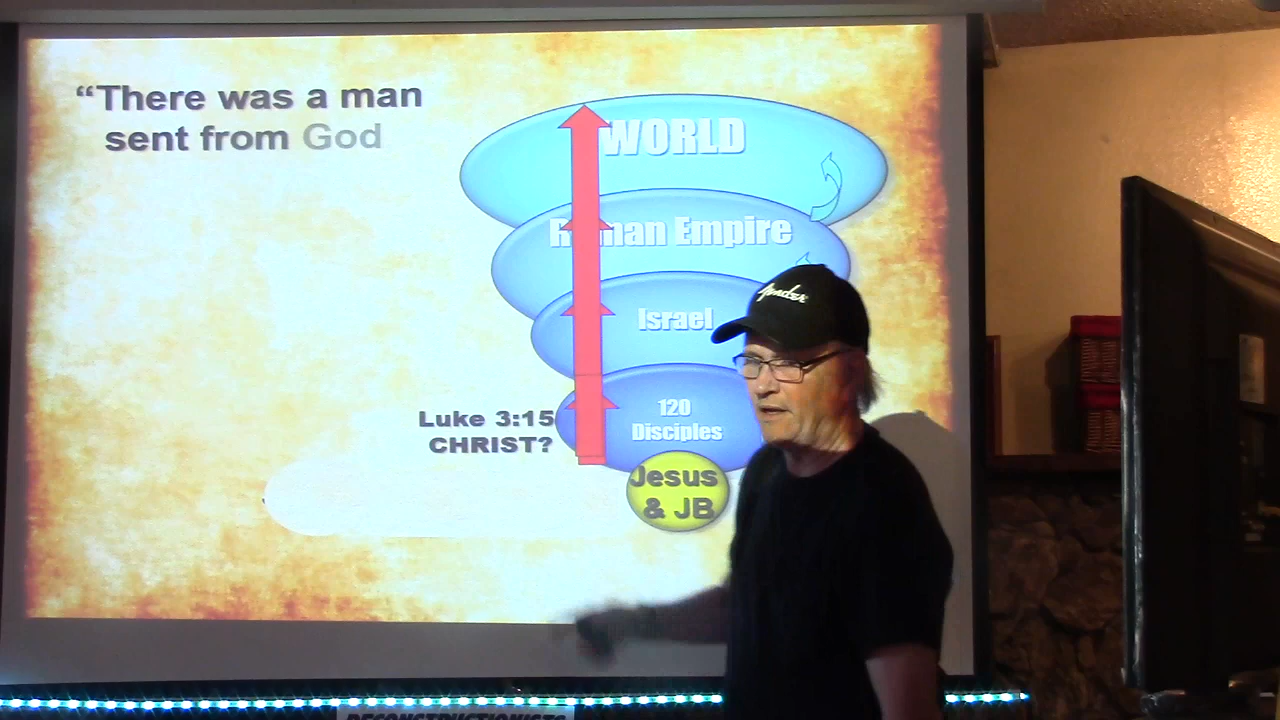 “There was a man
sent from God
WORLD
Roman Empire
Israel
120
Disciples
Luke 3:15
CHRIST?
Jesus
& JB
Fender
DECONSTRUCTIONISTS